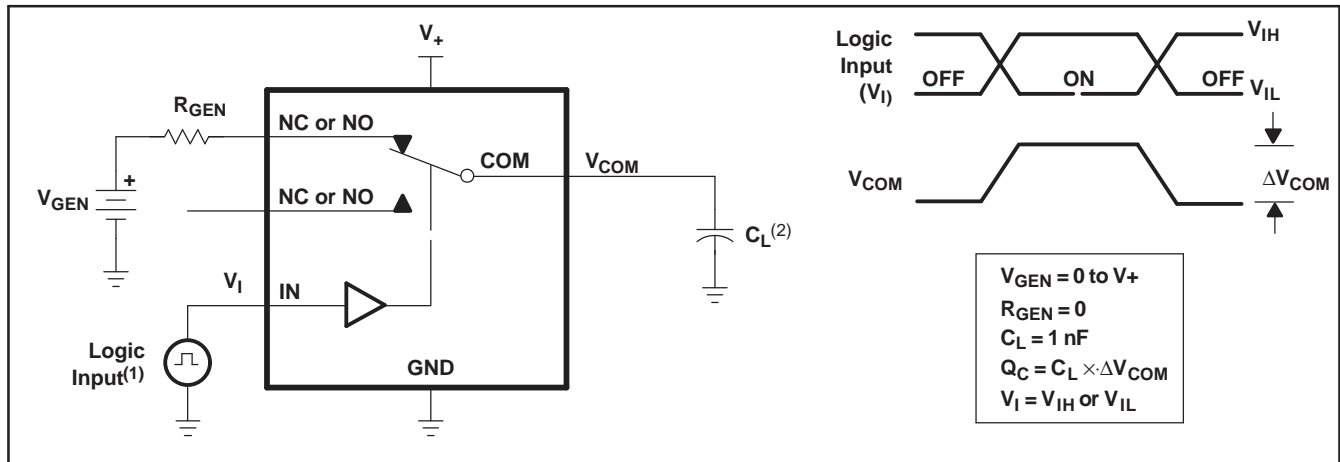 V+
RGEN
NC or NO
COM
VCOM
VGEN
+
NC or NO
CL(2)
VI
IN
Logic
Input(1)
GND
Logic
Input
(VI)
VIH
OFF
ON
OFF
VIL
VCOM
ΔVCOM
VGEN = 0 to V+
RGEN = 0
CL = 1 nF
QC = CL ×·ΔVCOM
VI = VIH or VIL